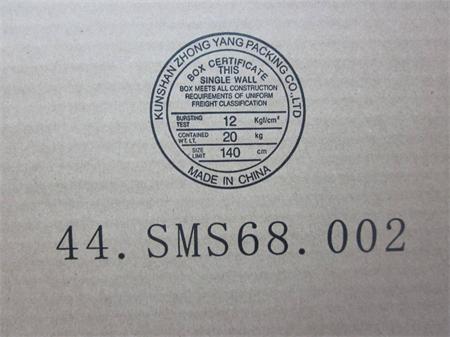 KUNSHAN ZHONG YANG PACKING CO.,LTD
BOX CERTIFICATE
THIS
SINGLE WALL
BOX MEETS ALL CONSTRUCTION
REQUIREMENTS OF UNIFORM
FREIGHT CLASSIFICATION
BURSTING TEST 12 Kgf/cm²
CONTAINED WT. LT. 20 kg
SIZE LIMIT 140 cm
MADE IN CHINA
44.SMS68.002